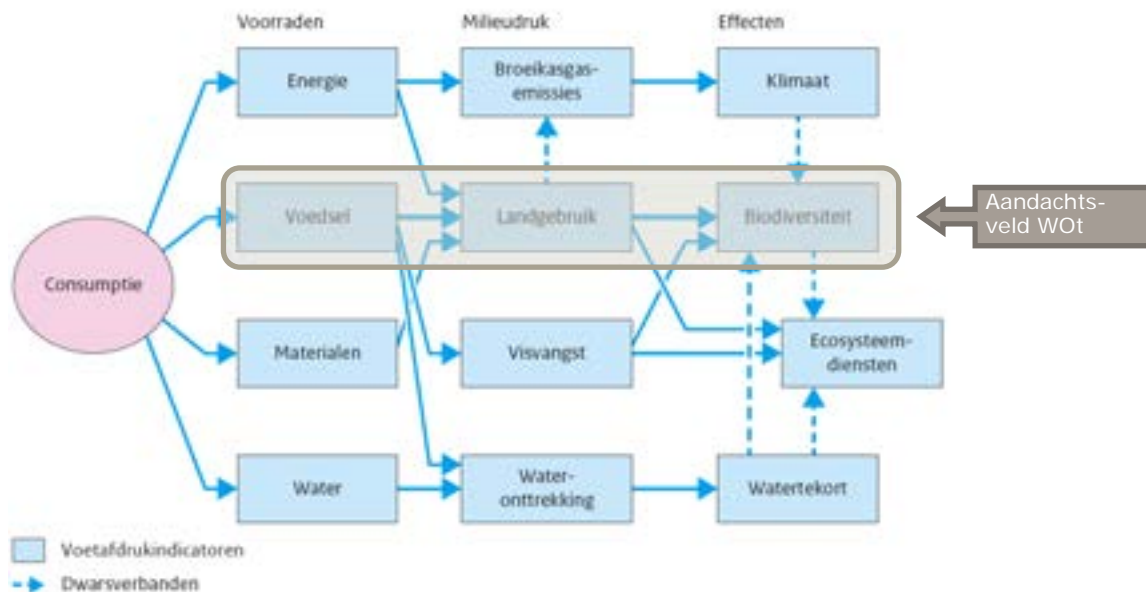 Voorraden
Milieudruk
Effecten
Energie
Broeikasgas-
emissies
Klimaat
Voedsel
Landgebruik
Biodiversiteit
Aandachts-
veld WOt
Consumptie
Materialen
Visvangst
Ecosysteem-
diensten
Water
Water-
onttrekking
Watertekort
Voetafdrukindicatoren
Dwarsverbanden